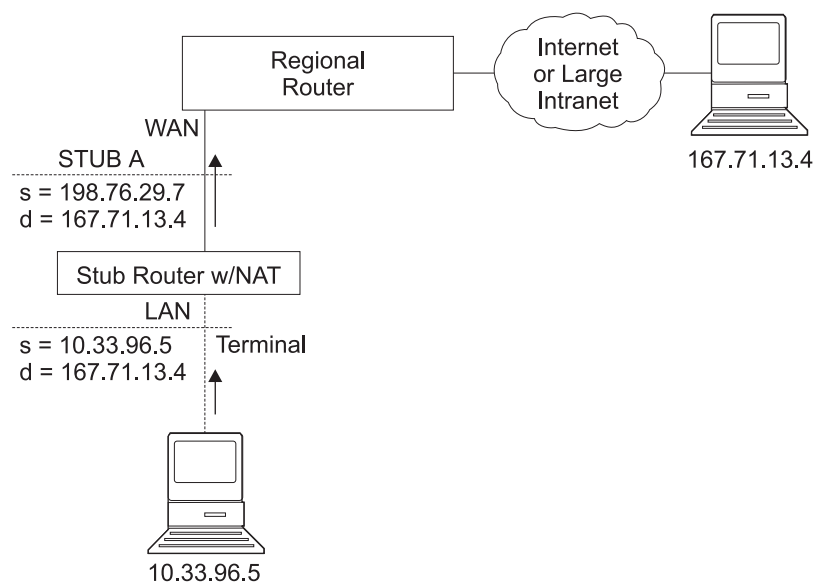 Regional
Router
Internet
or Large
Intranet
167.71.13.4
WAN
STUB A
s = 198.76.29.7
d = 167.71.13.4
Stub Router w/NAT
LAN
s = 10.33.96.5
Terminal
d = 167.71.13.4
10.33.96.5